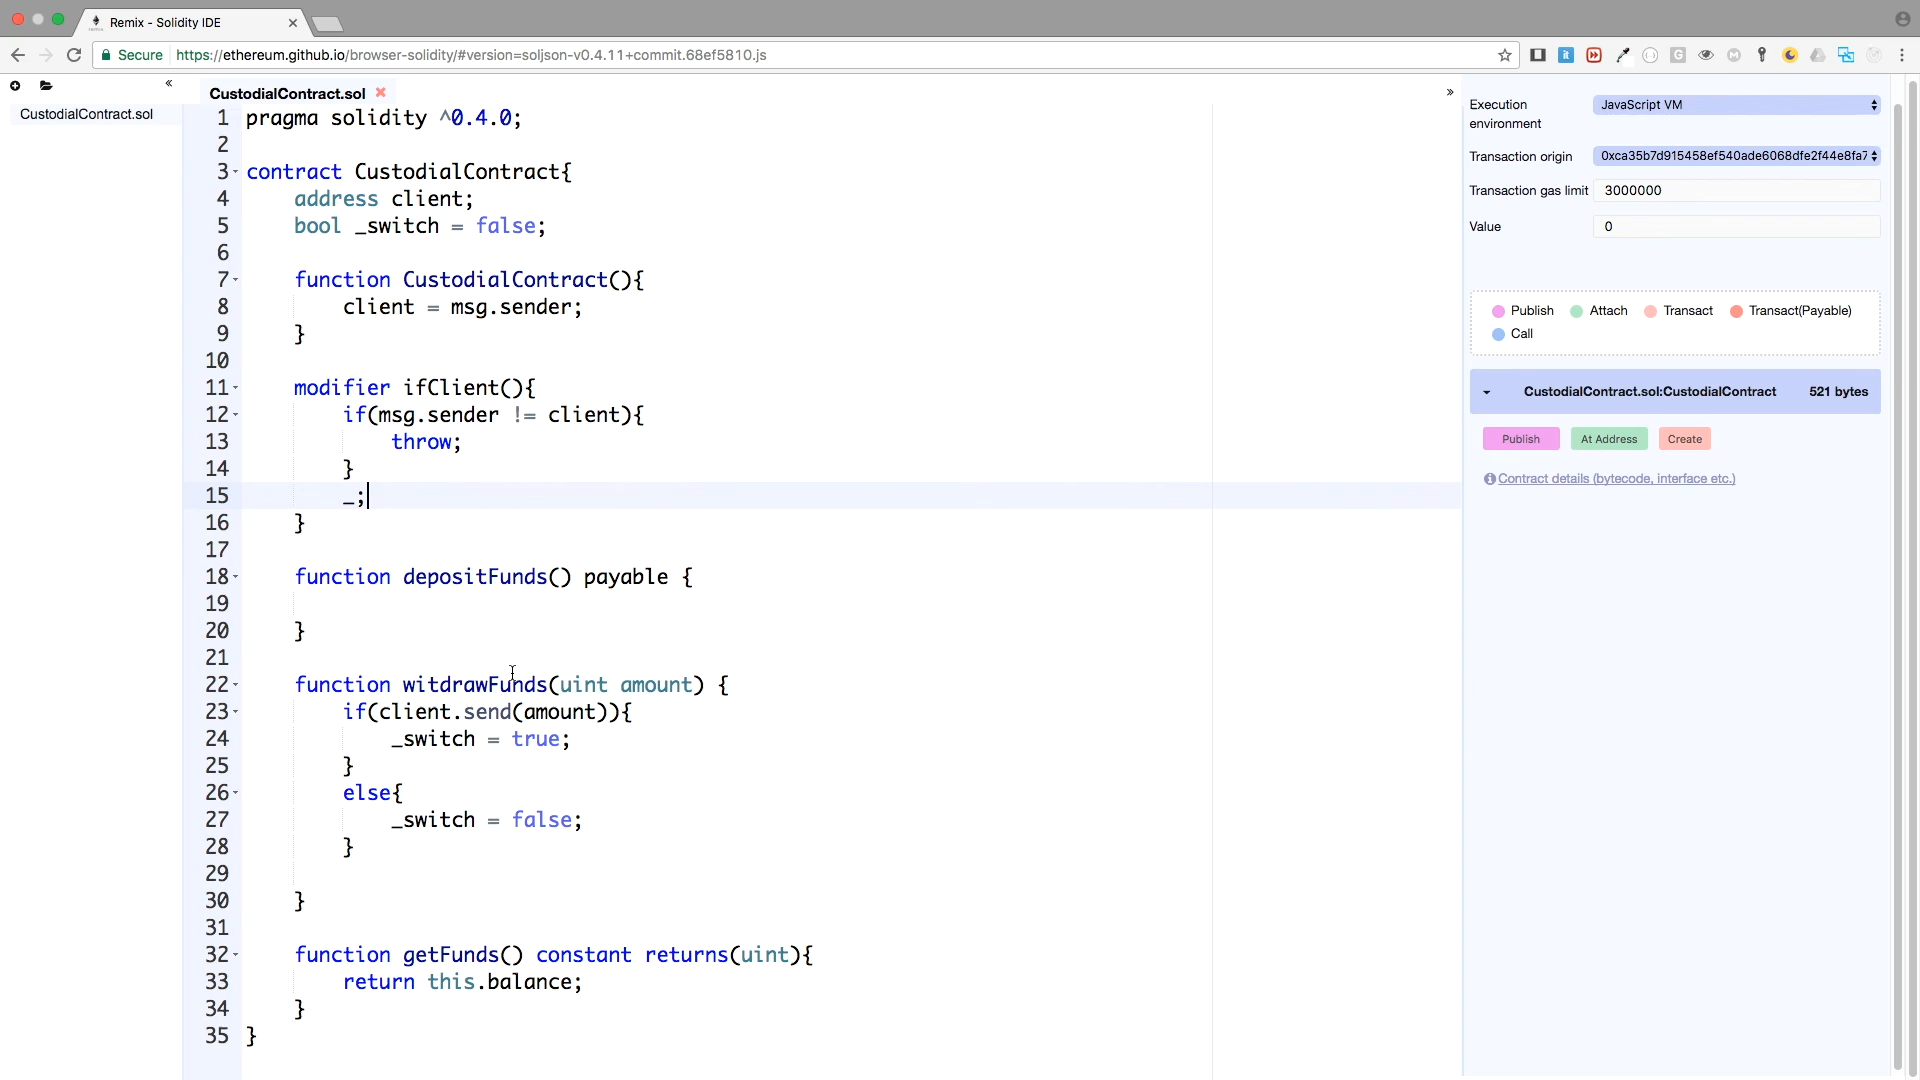 Remix - Solidity IDE
Secure https://ethereum.github.io/browser-solidity/#version=soljson-v0.4.11+commit.68ef5810.js
CustodialContract.sol
CustodialContract.sol
1 pragma solidity ^0.4.0;
2
3 contract CustodialContract{
4 address client;
5 bool _switch = false;
6
7 function CustodialContract(){
8 client = msg.sender;
9 }
10
11 modifier ifClient(){
12 if(msg.sender != client){
13 throw;
14 }
15 _;
16 }
17
18 function depositFunds() payable {
19
20 }
21
22 function witdrawFunds(uint amount) {
23 if(client.send(amount)){
24 _switch = true;
25 }
26 else{
27 _switch = false;
28 }
29
30 }
31
32 function getFunds() constant returns(uint){
33 return this.balance;
34 }
35 }
Execution environment JavaScript VM
Transaction origin 0xca35b7d915458ef540ade6068dfe2f44e8fa7
Transaction gas limit 3000000
Value 0
Publish Attach Transact Transact(Payable)
Call
CustodialContract.sol:CustodialContract 521 bytes
Publish At Address Create
Contract details (bytecode, interface etc.)